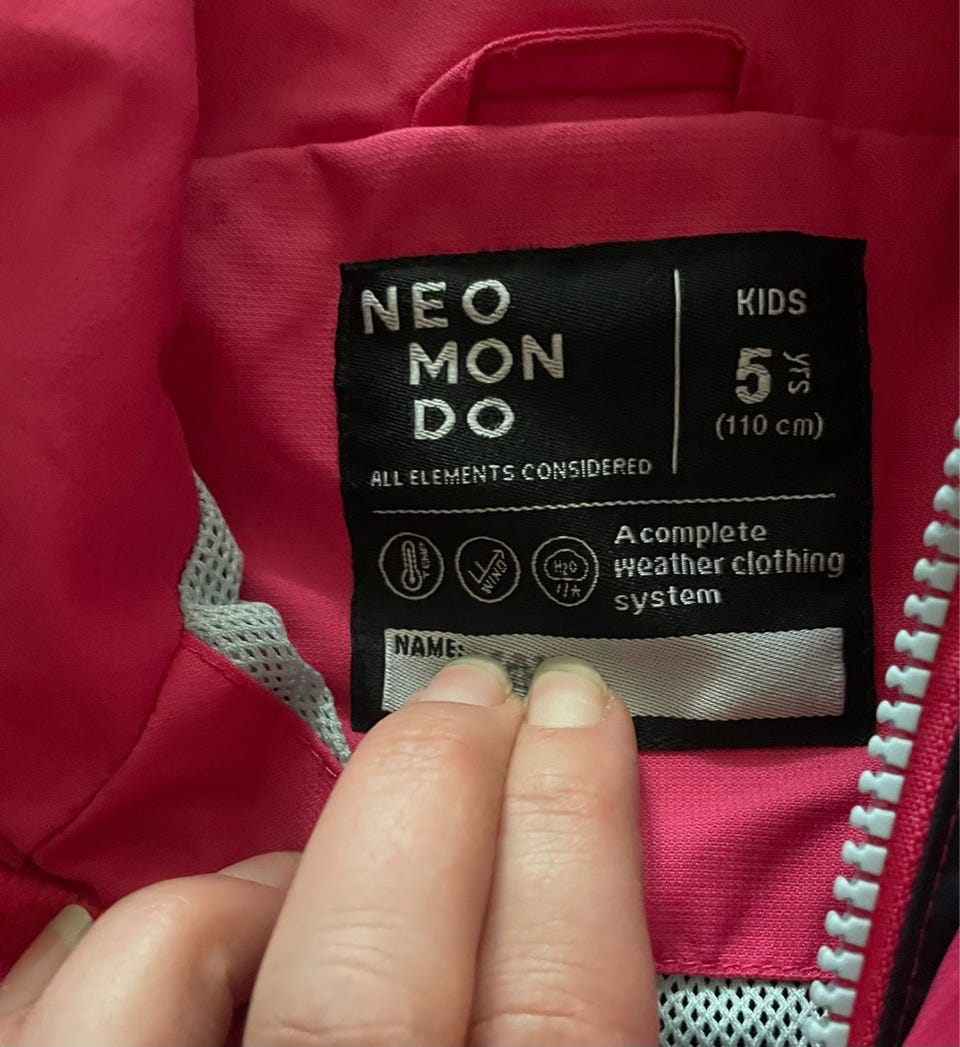 NEO
MON
DO
ALL ELEMENTS CONSIDERED
KIDS
5 yrs
(110 cm)
TEMP
WIND
H2O
A complete
weather clothing
system
NAME: